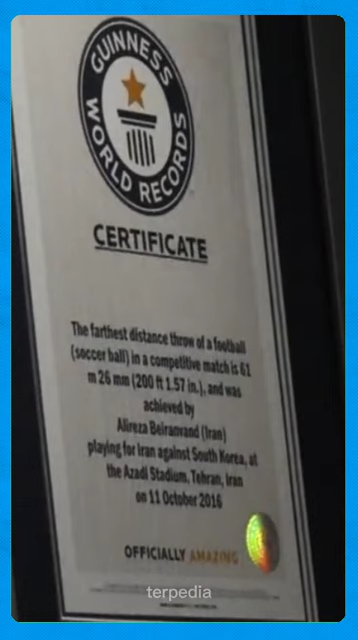 GUINNESS
WORLD RECORDS
CERTIFICATE
The farthest distance throw of a football
(soccer ball) in a competitive match is 61
m 26 mm (200 ft 1.57 in.), and was
achieved by
Alireza Beiranvand (Iran)
playing for Iran against South Korea, at
the Azadi Stadium, Tehran, Iran
on 11 October 2016
OFFICIALLY AMAZING
terpedia